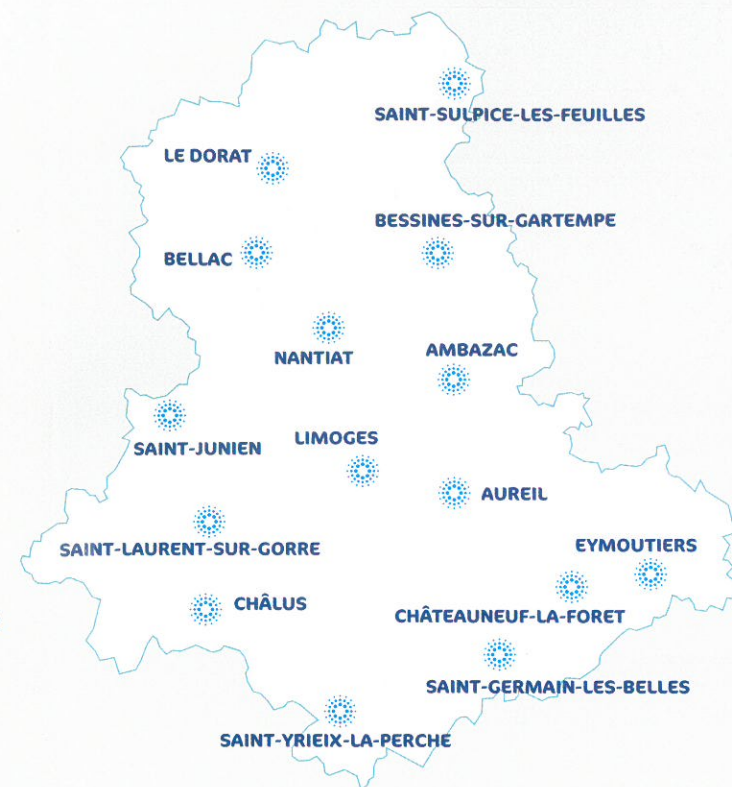 SAINT-SULPICE-LES-FEUILLES
LE DORAT
BESSINES-SUR-GARTEMPE
BELLAC
NANTIAT
AMBAZAC
SAINT-JUNIEN
LIMOGES
AUREIL
SAINT-LAURENT-SUR-GORRE
EYMOUTIERS
CHÂLUS
CHÂTEAUNEUF-LA-FORET
SAINT-GERMAIN-LES-BELLES
SAINT-YRIEIX-LA-PERCHE